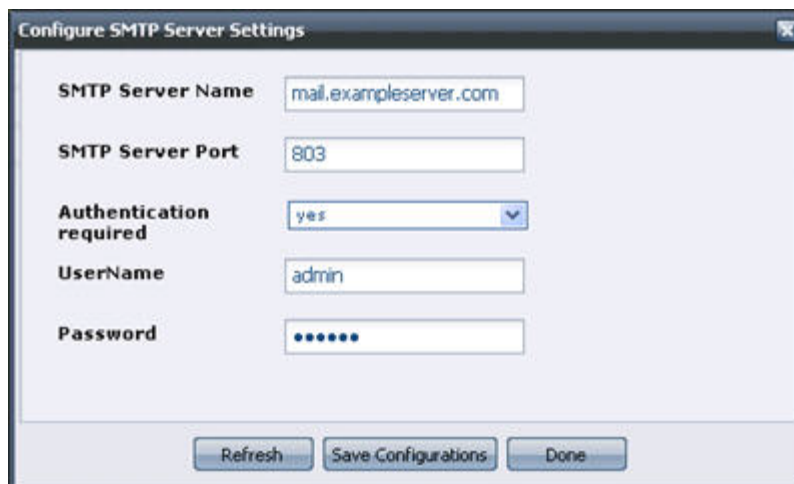 Configure SMTP Server Settings
SMTP Server Name mail.exampleserver.com
SMTP Server Port 803
Authentication required yes
UserName admin
Password ••••••
Refresh Save Configurations Done